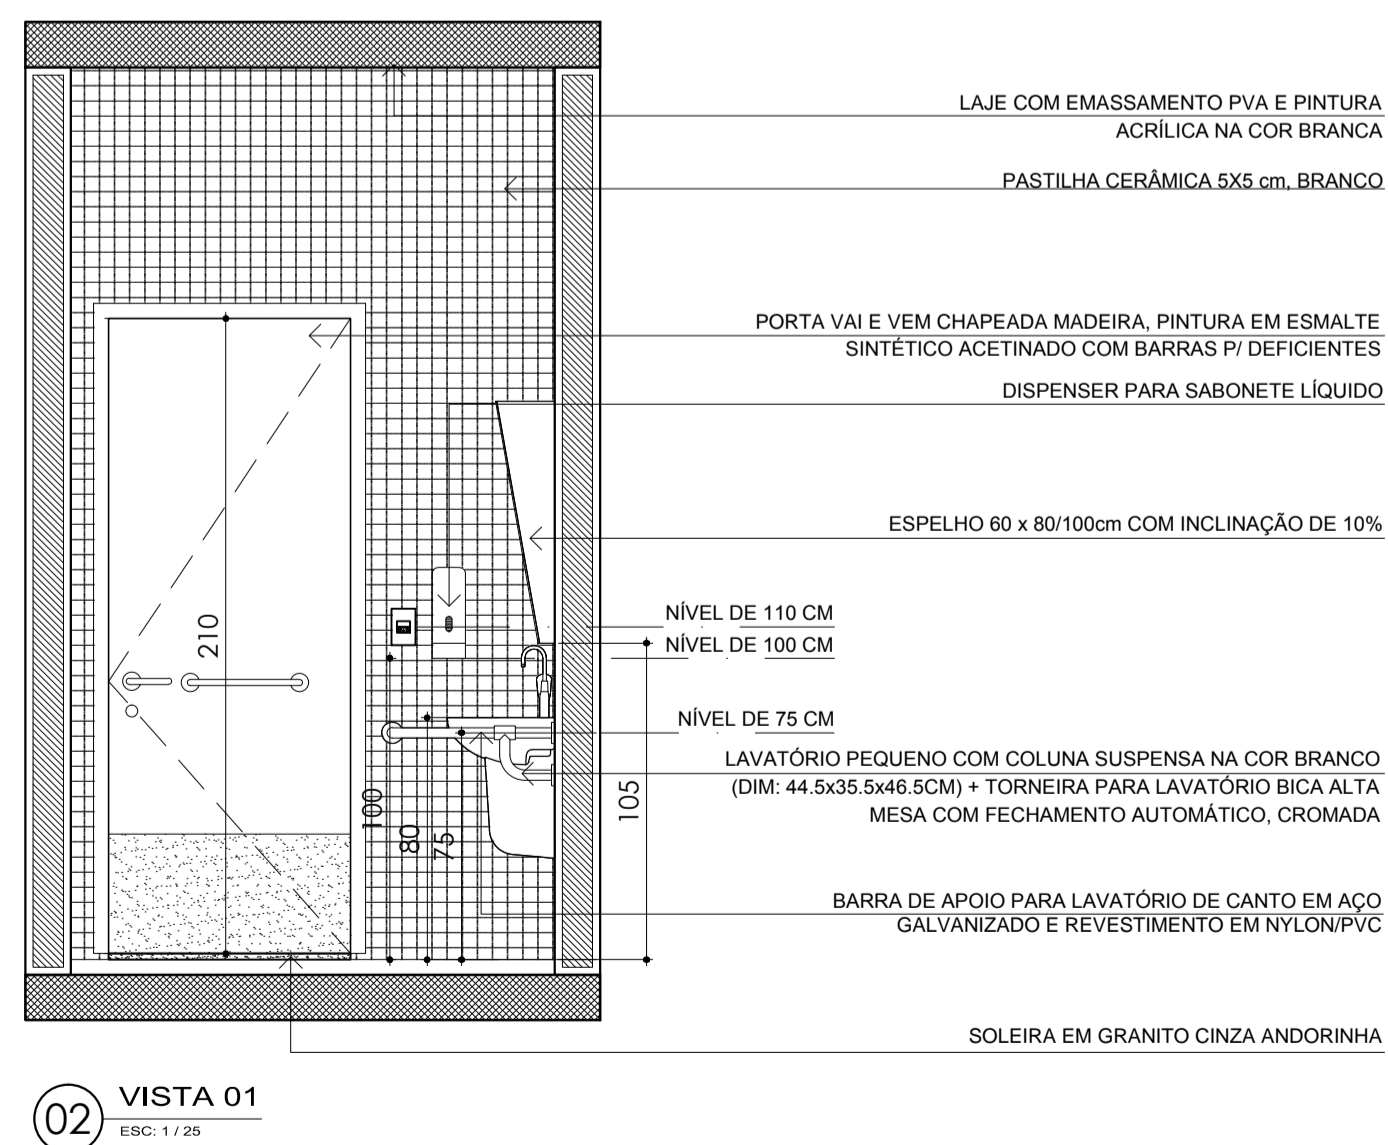 LAJE COM EMASSAMENTO PVA E PINTURA
ACRÍLICA NA COR BRANCA
PASTILHA CERÂMICA 5X5 cm, BRANCO
PORTA VAI E VEM CHAPEADA MADEIRA, PINTURA EM ESMALTE
SINTÉTICO ACETINADO COM BARRAS P/ DEFICIENTES
DISPENSER PARA SABONETE LÍQUIDO
ESPELHO 60 x 80/100cm COM INCLINAÇÃO DE 10%
NÍVEL DE 110 CM
NÍVEL DE 100 CM
NÍVEL DE 75 CM
LAVATÓRIO PEQUENO COM COLUNA SUSPENSA NA COR BRANCO
(DIM: 44.5x35.5x46.5CM) + TORNEIRA PARA LAVATÓRIO BICA ALTA
MESA COM FECHAMENTO AUTOMÁTICO, CROMADA
BARRA DE APOIO PARA LAVATÓRIO DE CANTO EM AÇO
GALVANIZADO E REVESTIMENTO EM NYLON/PVC
SOLEIRA EM GRANITO CINZA ANDORINHA
210
100
80
75
105
02
VISTA 01
ESC: 1 / 25